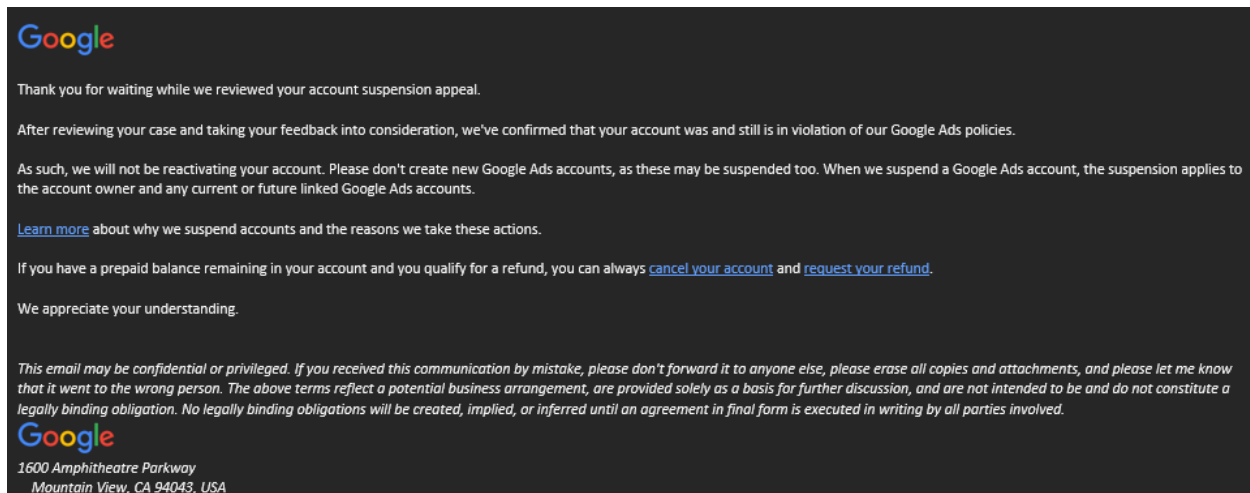 Google
Thank you for waiting while we reviewed your account suspension appeal.
After reviewing your case and taking your feedback into consideration, we've confirmed that your account was and still is in violation of our Google Ads policies.
As such, we will not be reactivating your account. Please don't create new Google Ads accounts, as these may be suspended too. When we suspend a Google Ads account, the suspension applies to
the account owner and any current or future linked Google Ads accounts.
Learn more about why we suspend accounts and the reasons we take these actions.
If you have a prepaid balance remaining in your account and you qualify for a refund, you can always cancel your account and request your refund.
We appreciate your understanding.
This email may be confidential or privileged. If you received this communication by mistake, please don't forward it to anyone else, please erase all copies and attachments, and please let me know
that it went to the wrong person. The above terms reflect a potential business arrangement, are provided solely as a basis for further discussion, and are not intended to be and do not constitute a
legally binding obligation. No legally binding obligations will be created, implied, or inferred until an agreement in final form is executed in writing by all parties involved.
Google
1600 Amphitheatre Parkway
Mountain View, CA 94043, USA